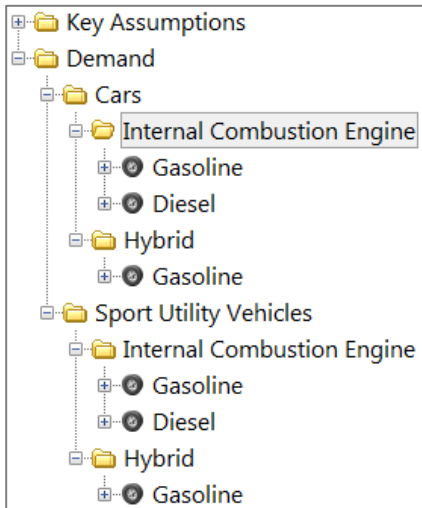 Key Assumptions
Demand
Cars
Internal Combustion Engine
Gasoline
Diesel
Hybrid
Gasoline
Sport Utility Vehicles
Internal Combustion Engine
Gasoline
Diesel
Hybrid
Gasoline